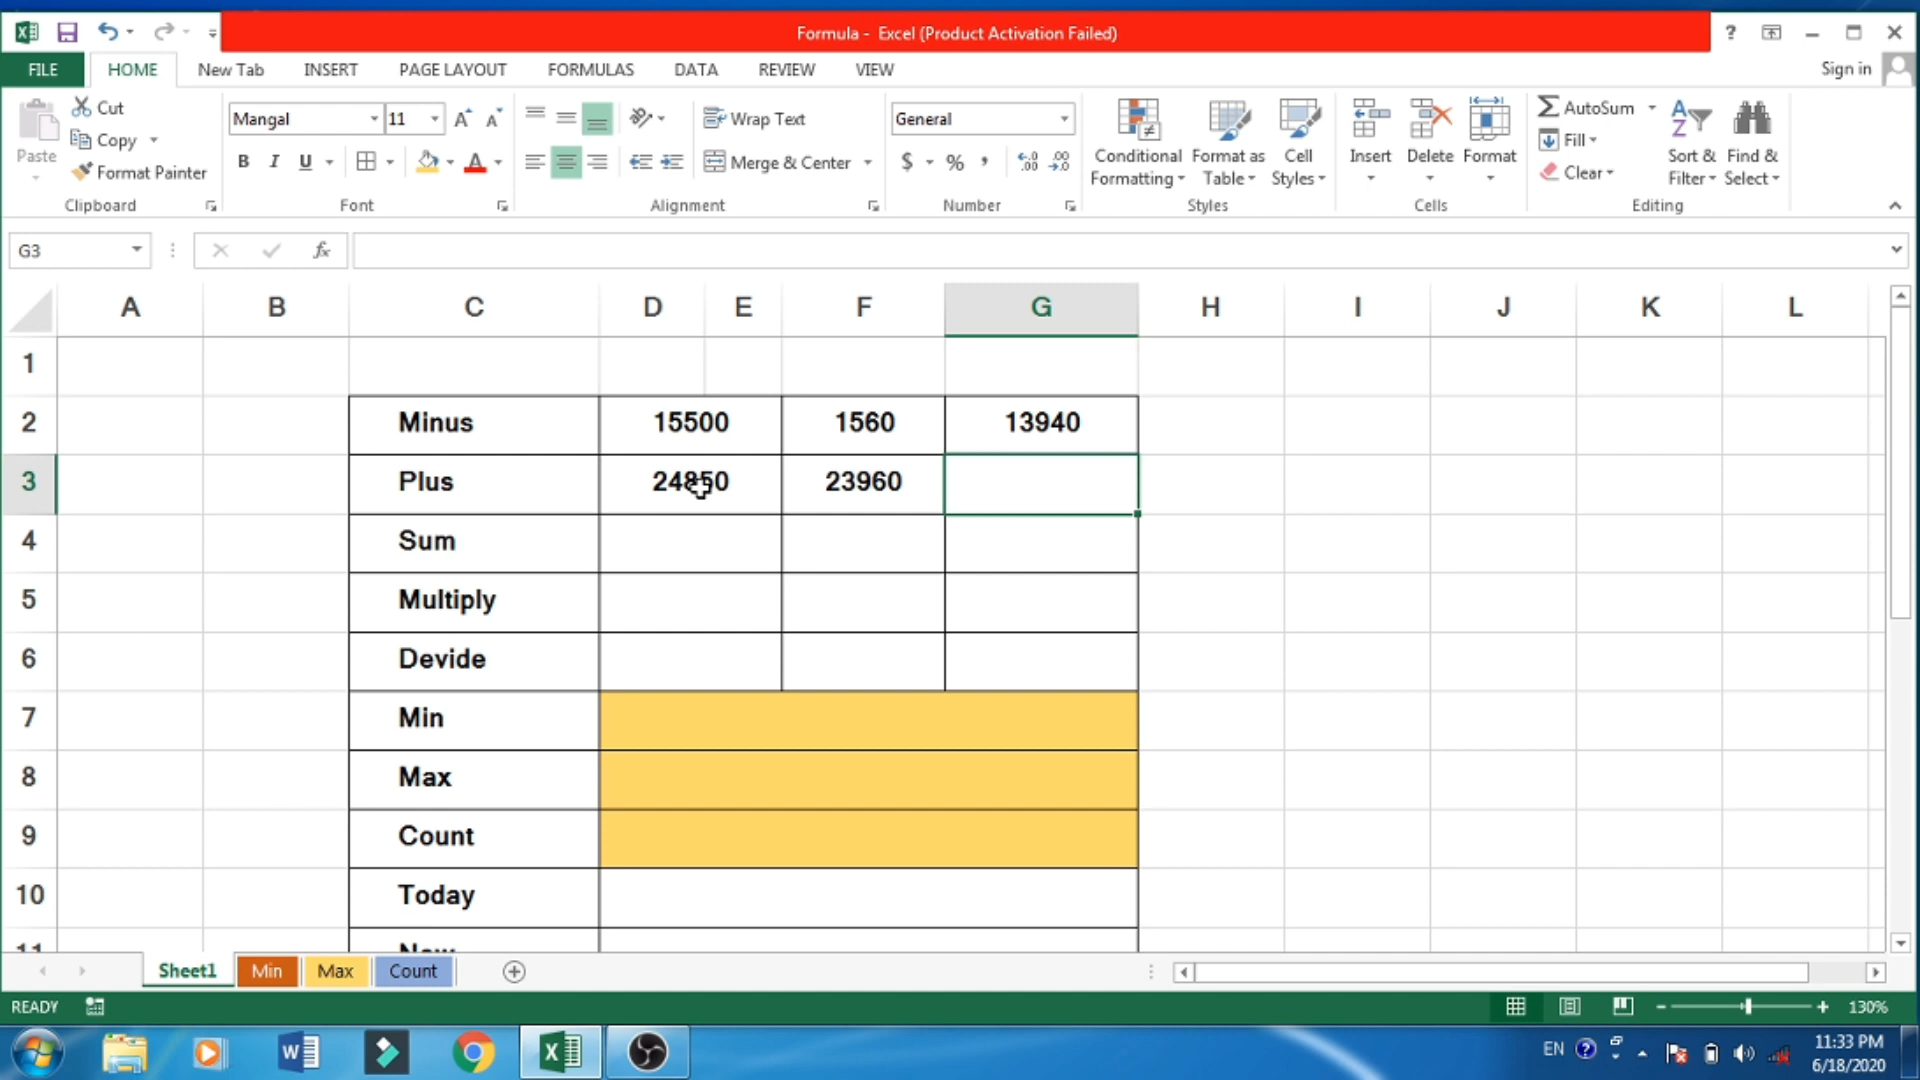 Formula - Excel (Product Activation Failed)
?
FILE HOME New Tab INSERT PAGE LAYOUT FORMULAS DATA REVIEW VIEW Sign in
Paste
Cut
Copy
Format Painter
Clipboard
Mangal 11
B I U
Font
Wrap Text
Merge & Center
Alignment
General
$ % ,
Number
Conditional Formatting
Format as Table
Cell Styles
Styles
Insert Delete Format
Cells
AutoSum
Fill
Clear
Sort & Filter
Find & Select
Editing
G3 fx
A B C D E F G H I J K L
1
2 Minus 15500 1560 13940
3 Plus 24850 23960
4 Sum
5 Multiply
6 Devide
7 Min
8 Max
9 Count
10 Today
11 Now
Sheet1 Min Max Count
READY 130%
EN 11:33 PM
6/18/2020